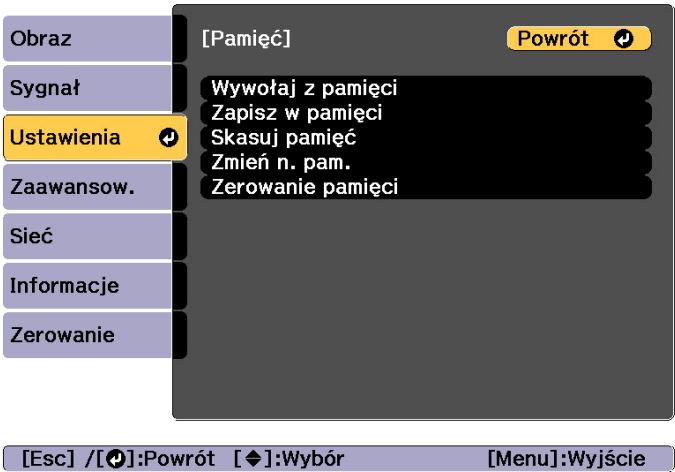 Obraz
Sygnał
Ustawienia
Zaawansow.
Sieć
Informacje
Zerowanie
[Pamięć] Powrót
Wywołaj z pamięci
Zapisz w pamięci
Skasuj pamięć
Zmień n. pam.
Zerowanie pamięci
[Esc] /[ ]:Powrót [ ]:Wybór [Menu]:Wyjście